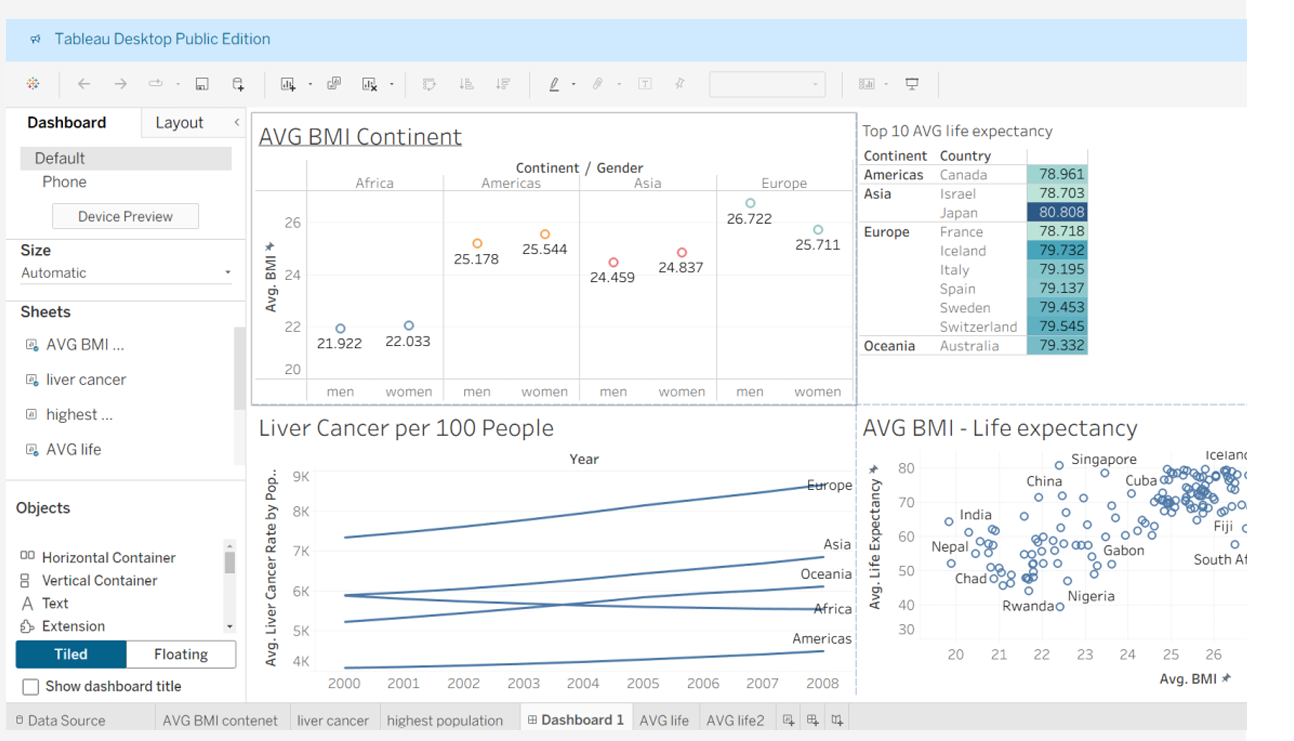 Tableau Desktop Public Edition
Dashboard Layout
Default
Phone
Device Preview
Size
Automatic
Sheets
AVG BMI ...
liver cancer
highest ...
AVG life
Objects
Horizontal Container
Vertical Container
Text
Extension
Tiled Floating
Show dashboard title
AVG BMI Continent
Continent / Gender
Africa Americas Asia Europe
Avg. BMI
26
24
22
20
21.922 22.033 25.178 25.544 24.459 24.837 26.722 25.711
men women men women men women men women
Top 10 AVG life expectancy
Continent Country
Americas Canada 78.961
Asia Israel 78.703
Japan 80.808
Europe France 78.718
Iceland 79.732
Italy 79.195
Spain 79.137
Sweden 79.453
Switzerland 79.545
Oceania Australia 79.332
Liver Cancer per 100 People
Year
Avg. Liver Cancer Rate by Pop..
9K
8K
7K
6K
5K
4K
Europe
Asia
Oceania
Africa
Americas
2000 2001 2002 2003 2004 2005 2006 2007 2008
AVG BMI - Life expectancy
Avg. Life Expectancy
80
70
60
50
40
30
Singapore Iceland
China Cuba
India Fiji
Nepal Gabon South Af
Chad Nigeria
Rwanda
20 21 22 23 24 25 26
Avg. BMI
Data Source AVG BMI contenet liver cancer highest population Dashboard 1 AVG life AVG life2